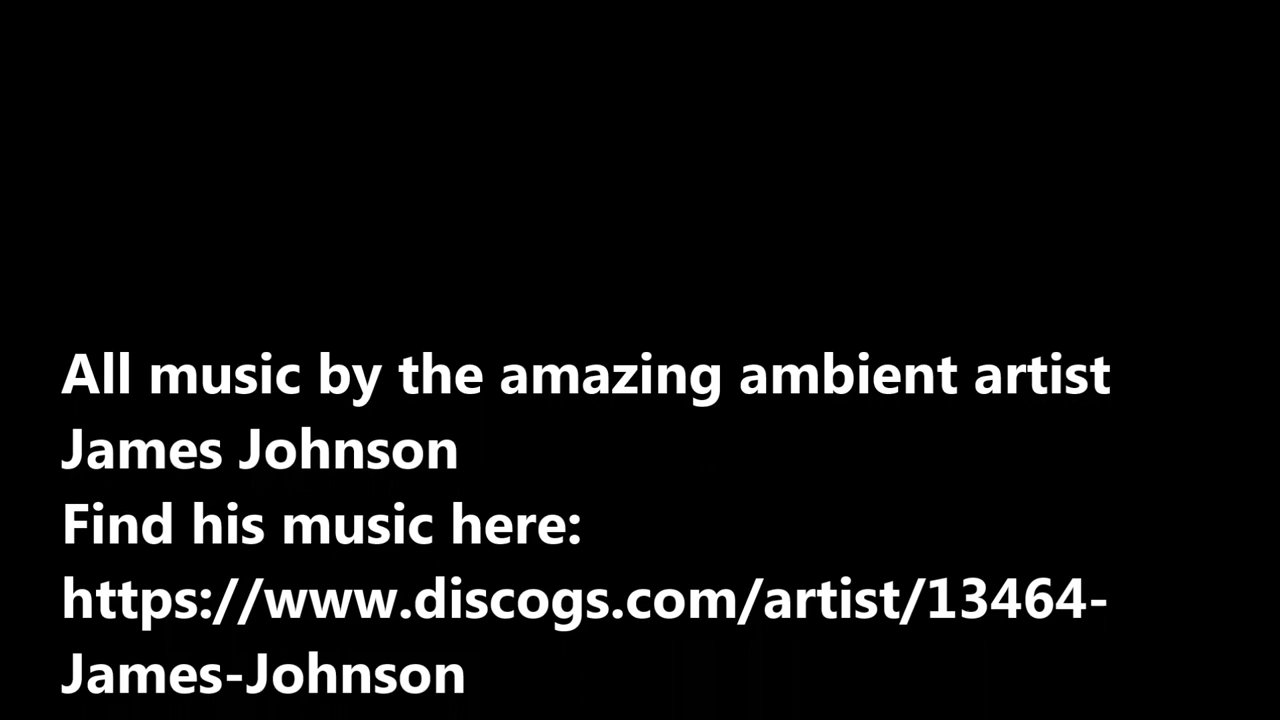 All music by the amazing ambient artist
James Johnson
Find his music here:
https://www.discogs.com/artist/13464-
James-Johnson